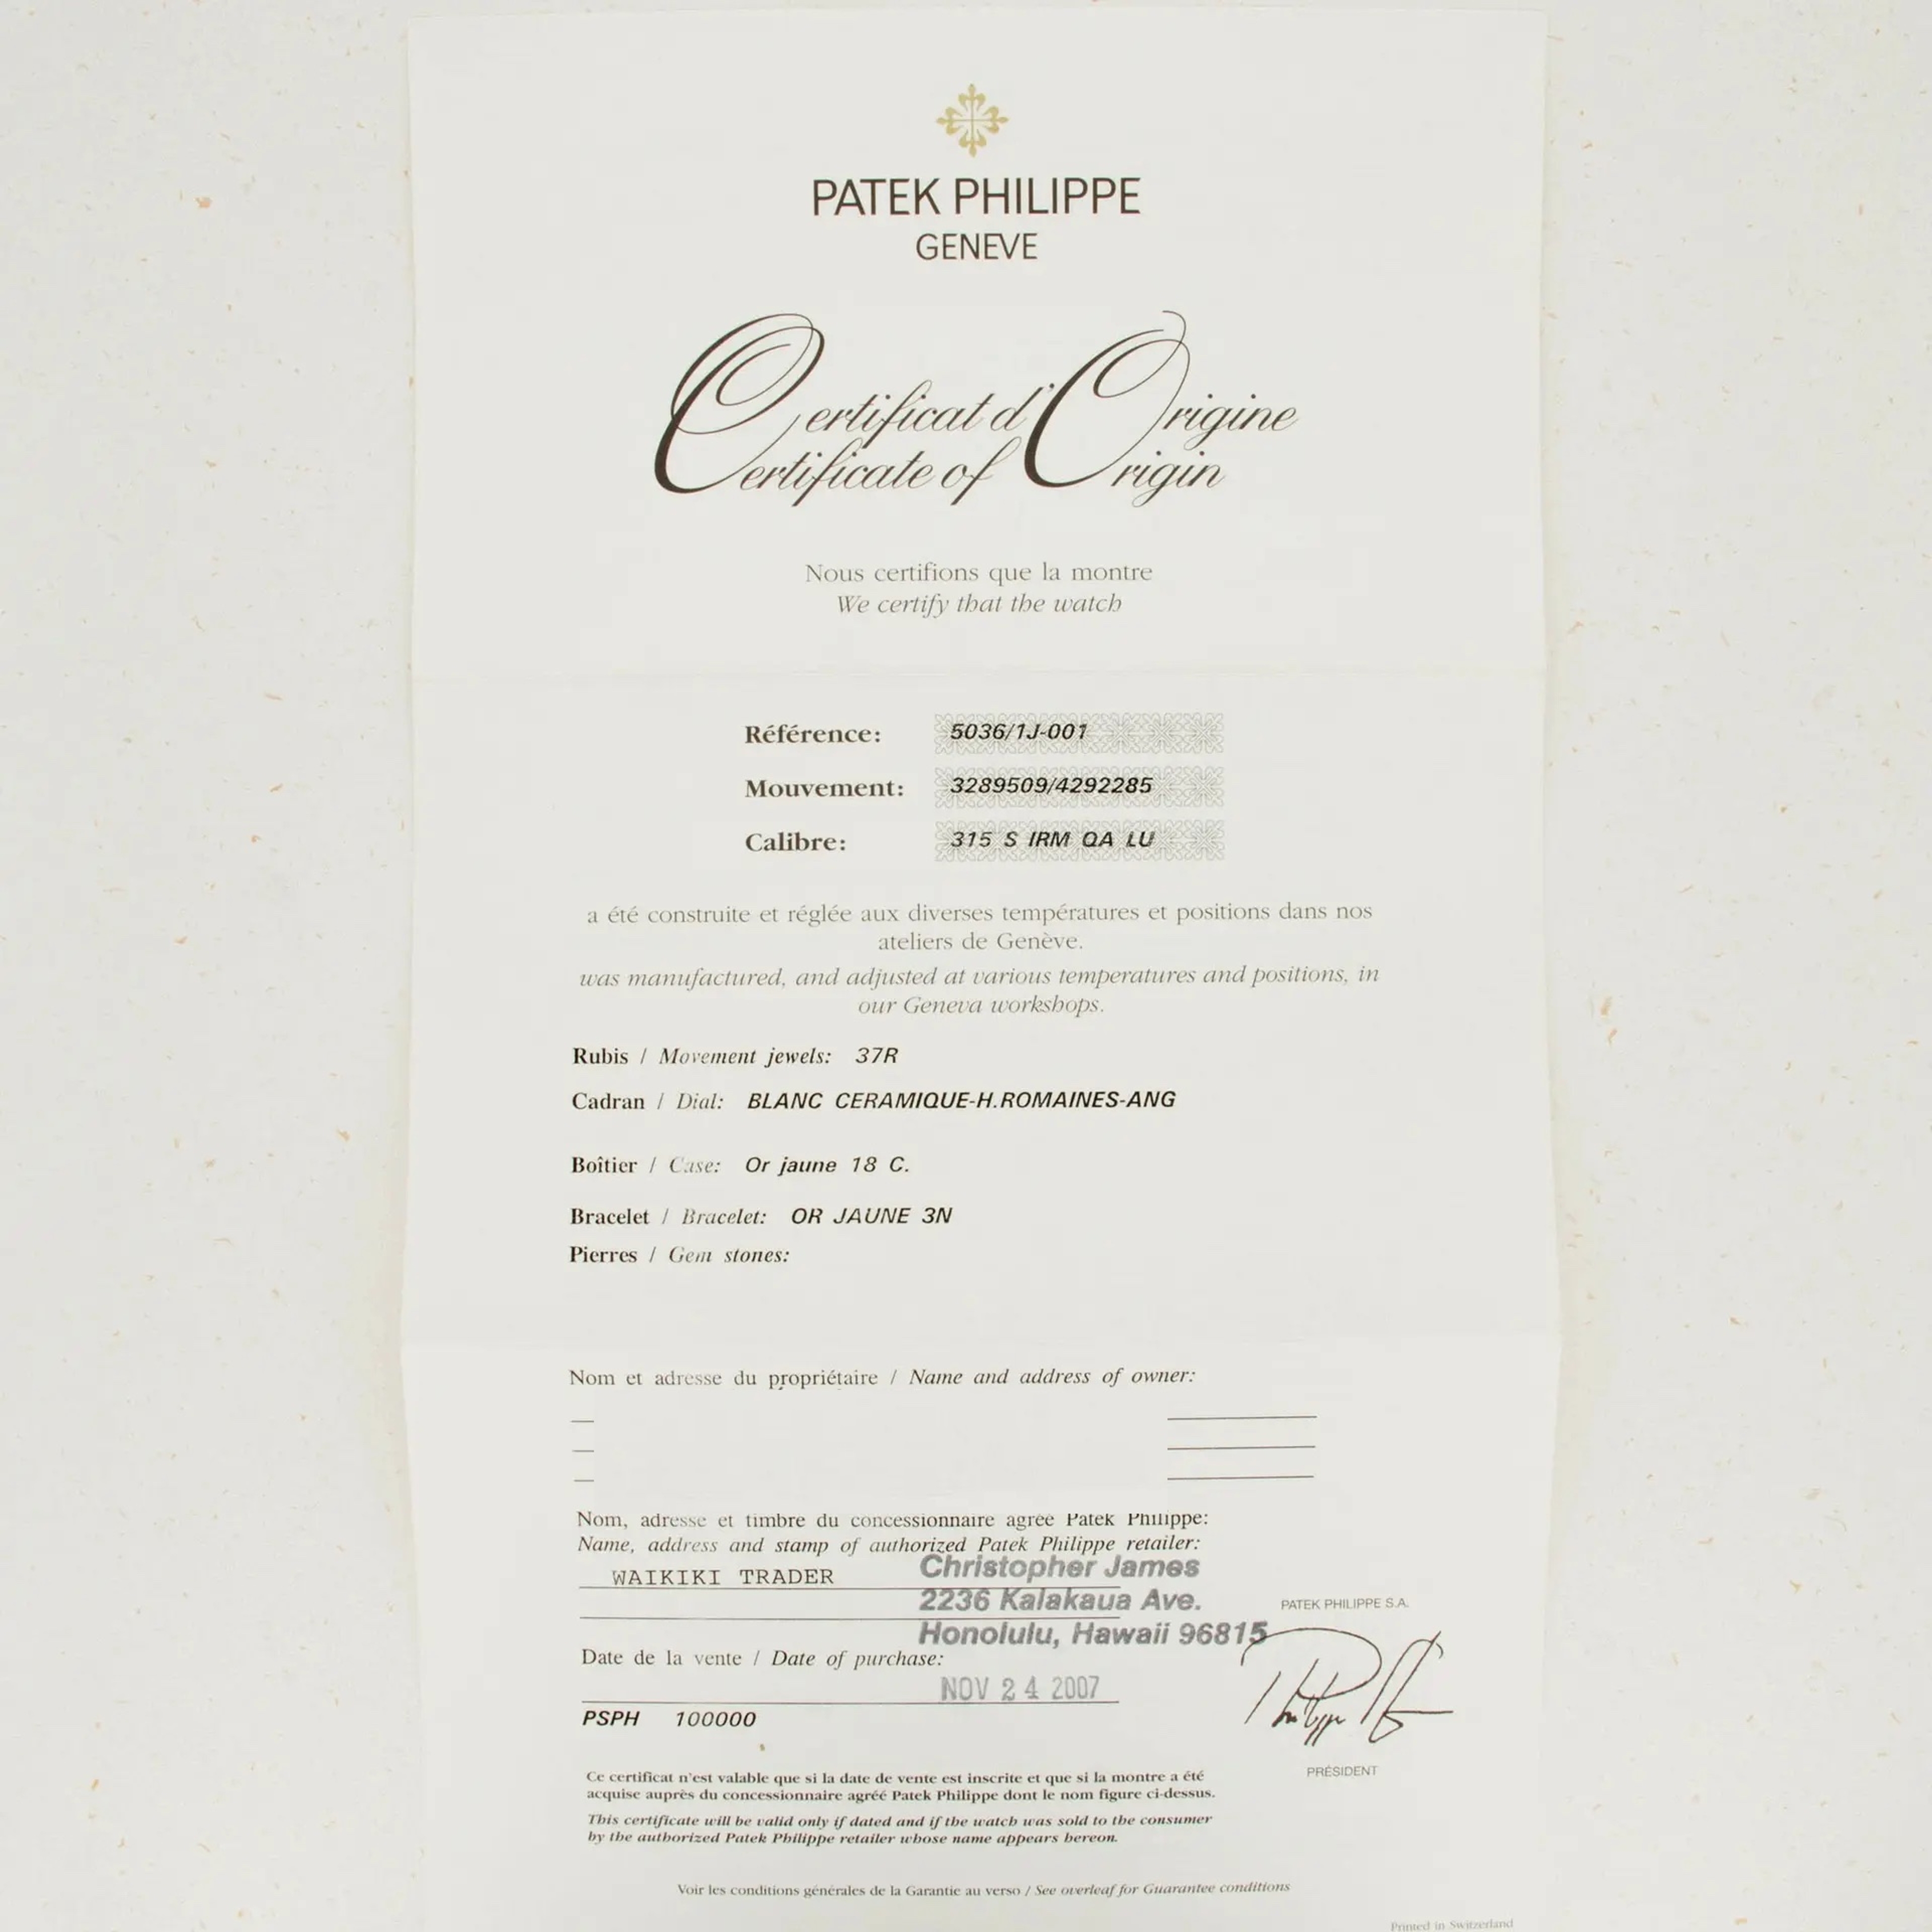 PATEK PHILIPPE
GENEVE
Certificat d'Origine
Certificate of Origin
Nous certifions que la montre
We certify that the watch
Référence: 5036/1J-001
Mouvement: 3289509/4292285
Calibre: 315 S IRM QA LU
a été construite et réglée aux diverses températures et positions dans nos
ateliers de Genève.
was manufactured, and adjusted at various temperatures and positions, in
our Geneva workshops.
Rubis / Movement jewels: 37R
Cadran / Dial: BLANC CERAMIQUE-H.ROMAINES-ANG
Boîtier / Case: Or jaune 18 C.
Bracelet / Bracelet: OR JAUNE 3N
Pierres / Gem stones:
Nom et adresse du propriétaire / Name and address of owner:
Nom, adresse et timbre du concessionnaire agréé Patek Philippe:
Name, address and stamp of authorized Patek Philippe retailer:
WAIKIKI TRADER
Christopher James
2236 Kalakaua Ave.
Honolulu, Hawaii 96815
PATEK PHILIPPE S.A.
Date de la vente / Date of purchase:
NOV 24 2007
PSPH 100000
PRÉSIDENT
Ce certificat n'est valable que si la date de vente est inscrite et que si la montre a été
acquise auprès du concessionnaire agréé Patek Philippe dont le nom figure ci-dessus.
This certificate will be valid only if dated and if the watch was sold to the consumer
by the authorized Patek Philippe retailer whose name appears hereon.
Voir les conditions générales de la Garantie au verso / See overleaf for Guarantee conditions
Printed in Switzerland